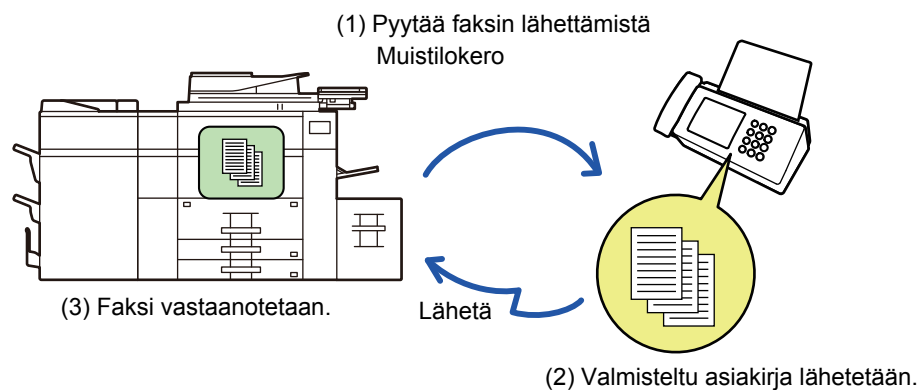 (1) Pyytää faksin lähettämistä
Muistilokero
(3) Faksi vastaanotetaan.
Lähetä
(2) Valmisteltu asiakirja lähetetään.